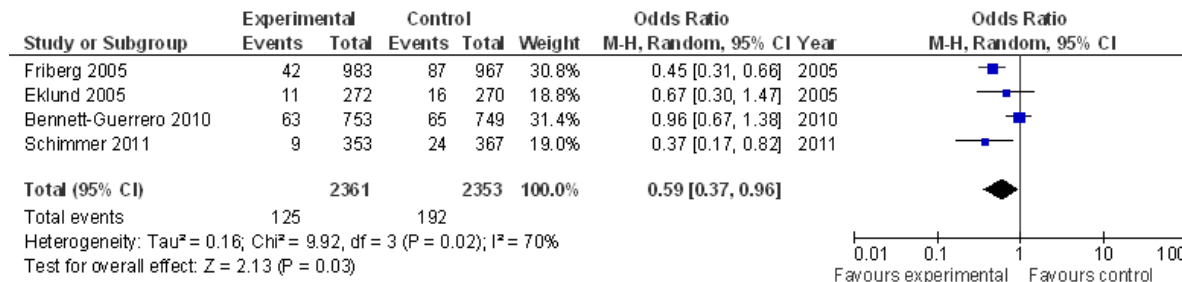 Experimental Control Odds Ratio Odds Ratio
Study or Subgroup Events Total Events Total Weight M-H, Random, 95% CI Year M-H, Random, 95% CI
Friberg 2005 42 983 87 967 30.8% 0.45 [0.31, 0.66] 2005
Eklund 2005 11 272 16 270 18.8% 0.67 [0.30, 1.47] 2005
Bennett-Guerrero 2010 63 753 65 749 31.4% 0.96 [0.67, 1.38] 2010
Schimmer 2011 9 353 24 367 19.0% 0.37 [0.17, 0.82] 2011
Total (95% CI) 2361 2353 100.0% 0.59 [0.37, 0.96]
Total events 125 192
Heterogeneity: Tau² = 0.16; Chi² = 9.92, df = 3 (P = 0.02); I² = 70%
Test for overall effect: Z = 2.13 (P = 0.03)
0.01 0.1 1 10 100
Favours experimental Favours control